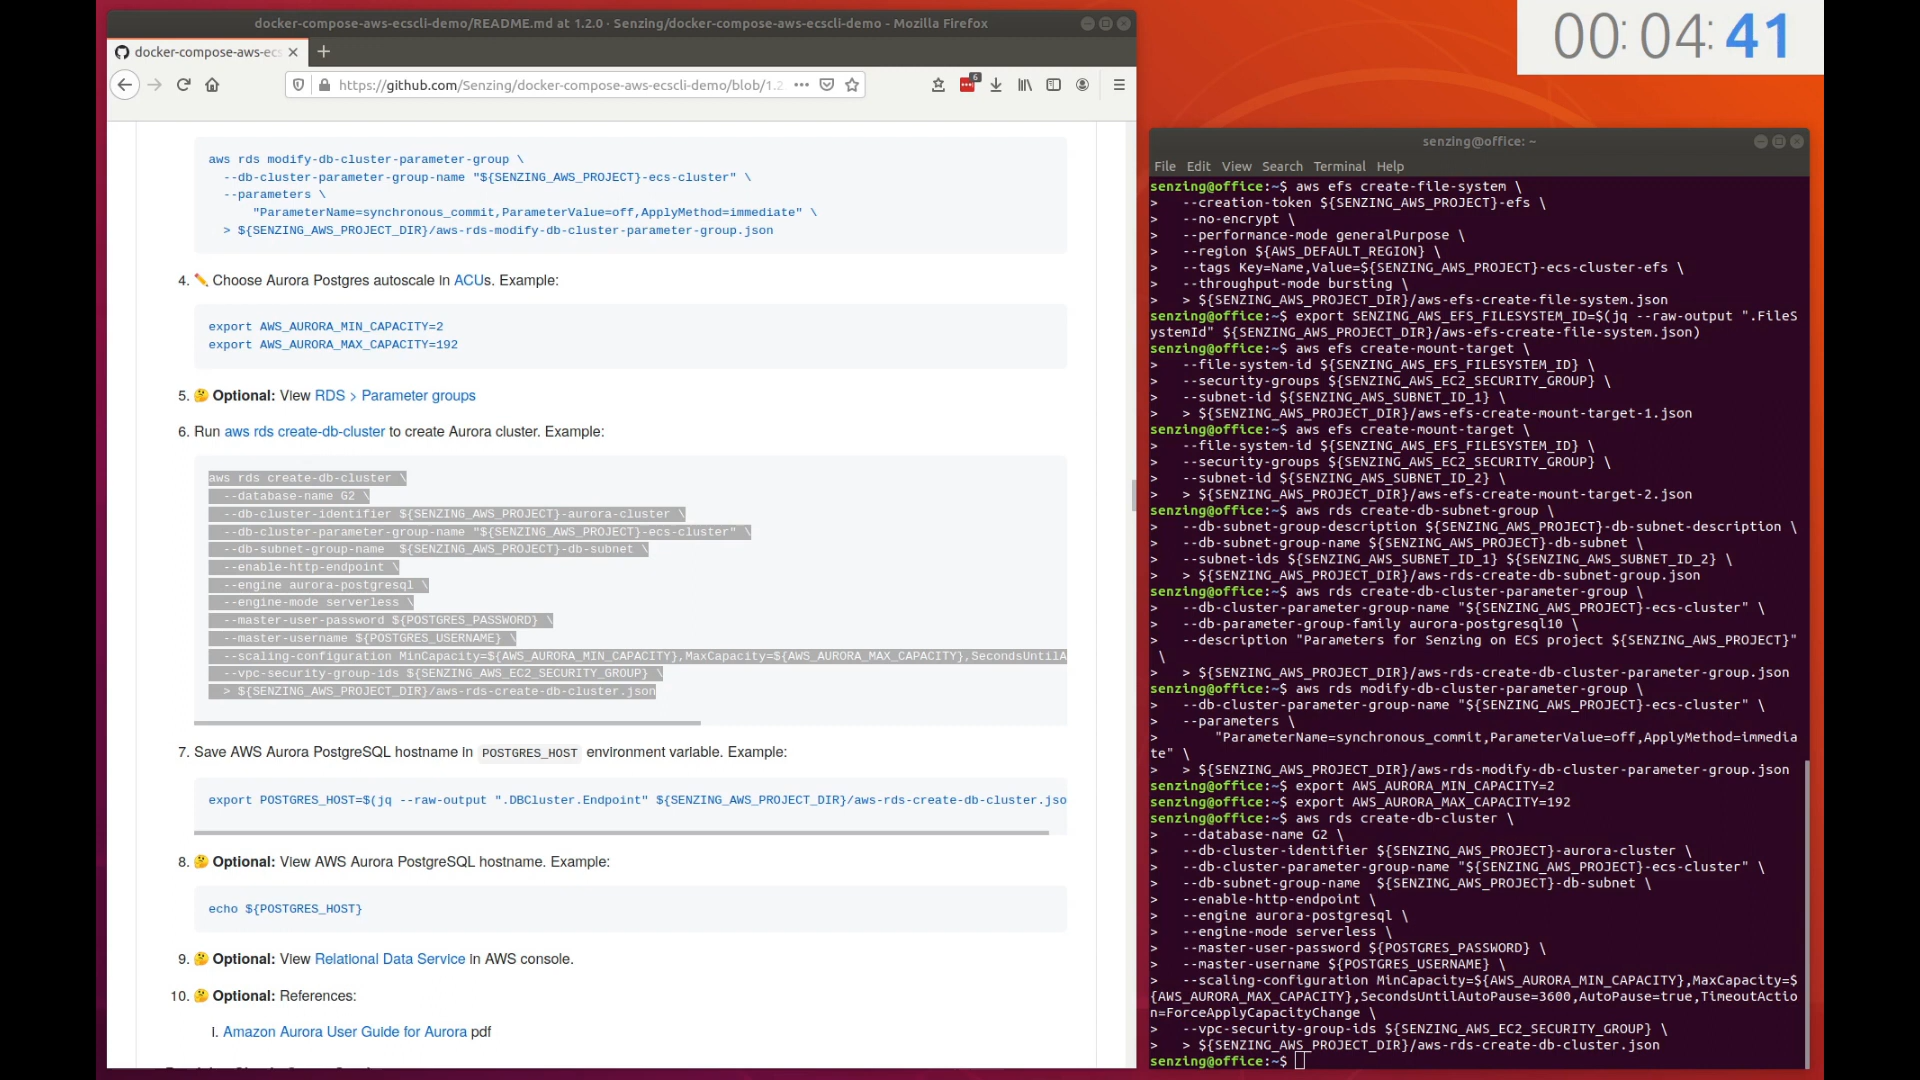 docker-compose-aws-ecscli-demo/README.md at 1.2.0 · Senzing/docker-compose-aws-ecscli-demo - Mozilla Firefox
docker-compose-aws-ecs
https://github.com/Senzing/docker-compose-aws-ecscli-demo/blob/1.2
6
aws rds modify-db-cluster-parameter-group \
--db-cluster-parameter-group-name "${SENZING_AWS_PROJECT}-ecs-cluster" \
--parameters \
"ParameterName=synchronous_commit,ParameterValue=off,ApplyMethod=immediate" \
> ${SENZING_AWS_PROJECT_DIR}/aws-rds-modify-db-cluster-parameter-group.json
4. ✏️ Choose Aurora Postgres autoscale in ACUs. Example:
export AWS_AURORA_MIN_CAPACITY=2
export AWS_AURORA_MAX_CAPACITY=192
5. 🤔 Optional: View RDS > Parameter groups
6. Run aws rds create-db-cluster to create Aurora cluster. Example:
aws rds create-db-cluster \
--database-name G2 \
--db-cluster-identifier ${SENZING_AWS_PROJECT}-aurora-cluster \
--db-cluster-parameter-group-name "${SENZING_AWS_PROJECT}-ecs-cluster" \
--db-subnet-group-name  ${SENZING_AWS_PROJECT}-db-subnet \
--enable-http-endpoint \
--engine aurora-postgresql \
--engine-mode serverless \
--master-user-password ${POSTGRES_PASSWORD} \
--master-username ${POSTGRES_USERNAME} \
--scaling-configuration MinCapacity=${AWS_AURORA_MIN_CAPACITY},MaxCapacity=${AWS_AURORA_MAX_CAPACITY},SecondsUntilA
--vpc-security-group-ids ${SENZING_AWS_EC2_SECURITY_GROUP} \
> ${SENZING_AWS_PROJECT_DIR}/aws-rds-create-db-cluster.json
7. Save AWS Aurora PostgreSQL hostname in POSTGRES_HOST environment variable. Example:
export POSTGRES_HOST=$(jq --raw-output ".DBCluster.Endpoint" ${SENZING_AWS_PROJECT_DIR}/aws-rds-create-db-cluster.jso
8. 🤔 Optional: View AWS Aurora PostgreSQL hostname. Example:
echo ${POSTGRES_HOST}
9. 🤔 Optional: View Relational Data Service in AWS console.
10. 🤔 Optional: References:
I. Amazon Aurora User Guide for Aurora pdf
00:04:41
senzing@office: ~
File Edit View Search Terminal Help
senzing@office:~$ aws efs create-file-system \
>   --creation-token ${SENZING_AWS_PROJECT}-efs \
>   --no-encrypt \
>   --performance-mode generalPurpose \
>   --region ${AWS_DEFAULT_REGION} \
>   --tags Key=Name,Value=${SENZING_AWS_PROJECT}-ecs-cluster-efs \
>   --throughput-mode bursting \
>   > ${SENZING_AWS_PROJECT_DIR}/aws-efs-create-file-system.json
senzing@office:~$ export SENZING_AWS_EFS_FILESYSTEM_ID=$(jq --raw-output ".FileS
ystemId" ${SENZING_AWS_PROJECT_DIR}/aws-efs-create-file-system.json)
senzing@office:~$ aws efs create-mount-target \
>   --file-system-id ${SENZING_AWS_EFS_FILESYSTEM_ID} \
>   --security-groups ${SENZING_AWS_EC2_SECURITY_GROUP} \
>   --subnet-id ${SENZING_AWS_SUBNET_ID_1} \
>   > ${SENZING_AWS_PROJECT_DIR}/aws-efs-create-mount-target-1.json
senzing@office:~$ aws efs create-mount-target \
>   --file-system-id ${SENZING_AWS_EFS_FILESYSTEM_ID} \
>   --security-groups ${SENZING_AWS_EC2_SECURITY_GROUP} \
>   --subnet-id ${SENZING_AWS_SUBNET_ID_2} \
>   > ${SENZING_AWS_PROJECT_DIR}/aws-efs-create-mount-target-2.json
senzing@office:~$ aws rds create-db-subnet-group \
>   --db-subnet-group-description ${SENZING_AWS_PROJECT}-db-subnet-description \
>   --db-subnet-group-name ${SENZING_AWS_PROJECT}-db-subnet \
>   --subnet-ids ${SENZING_AWS_SUBNET_ID_1} ${SENZING_AWS_SUBNET_ID_2} \
>   > ${SENZING_AWS_PROJECT_DIR}/aws-rds-create-db-subnet-group.json
senzing@office:~$ aws rds create-db-cluster-parameter-group \
>   --db-cluster-parameter-group-name "${SENZING_AWS_PROJECT}-ecs-cluster" \
>   --db-parameter-group-family aurora-postgresql10 \
>   --description "Parameters for Senzing on ECS project ${SENZING_AWS_PROJECT}"
\
>   > ${SENZING_AWS_PROJECT_DIR}/aws-rds-create-db-cluster-parameter-group.json
senzing@office:~$ aws rds modify-db-cluster-parameter-group \
>   --db-cluster-parameter-group-name "${SENZING_AWS_PROJECT}-ecs-cluster" \
>   --parameters \
>       "ParameterName=synchronous_commit,ParameterValue=off,ApplyMethod=immedia
te" \
>   > ${SENZING_AWS_PROJECT_DIR}/aws-rds-modify-db-cluster-parameter-group.json
senzing@office:~$ export AWS_AURORA_MIN_CAPACITY=2
senzing@office:~$ export AWS_AURORA_MAX_CAPACITY=192
senzing@office:~$ aws rds create-db-cluster \
>   --database-name G2 \
>   --db-cluster-identifier ${SENZING_AWS_PROJECT}-aurora-cluster \
>   --db-cluster-parameter-group-name "${SENZING_AWS_PROJECT}-ecs-cluster" \
>   --db-subnet-group-name  ${SENZING_AWS_PROJECT}-db-subnet \
>   --enable-http-endpoint \
>   --engine aurora-postgresql \
>   --engine-mode serverless \
>   --master-user-password ${POSTGRES_PASSWORD} \
>   --master-username ${POSTGRES_USERNAME} \
>   --scaling-configuration MinCapacity=${AWS_AURORA_MIN_CAPACITY},MaxCapacity=$
{AWS_AURORA_MAX_CAPACITY},SecondsUntilAutoPause=3600,AutoPause=true,TimeoutActio
n=ForceApplyCapacityChange \
>   --vpc-security-group-ids ${SENZING_AWS_EC2_SECURITY_GROUP} \
>   > ${SENZING_AWS_PROJECT_DIR}/aws-rds-create-db-cluster.json
senzing@office:~$